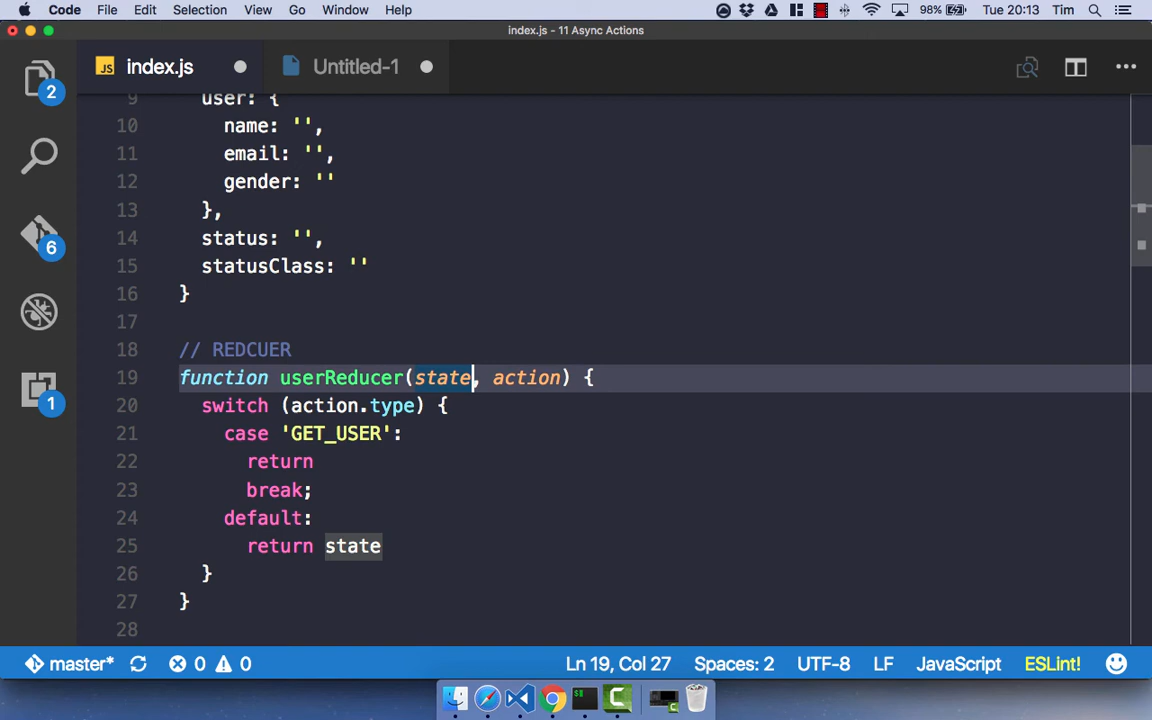 Code File Edit Selection View Go Window Help 98% Tue 20:13 Tim
index.js - 11 Async Actions
JS index.js Untitled-1
2
6
1
9 user: {
10 name: '',
11 email: '',
12 gender: ''
13 },
14 status: '',
15 statusClass: ''
16 }
17
18 // REDCUER
19 function userReducer(state, action) {
20 switch (action.type) {
21 case 'GET_USER':
22 return
23 break;
24 default:
25 return state
26 }
27 }
28
master* 0 0 Ln 19, Col 27 Spaces: 2 UTF-8 LF JavaScript ESLint!